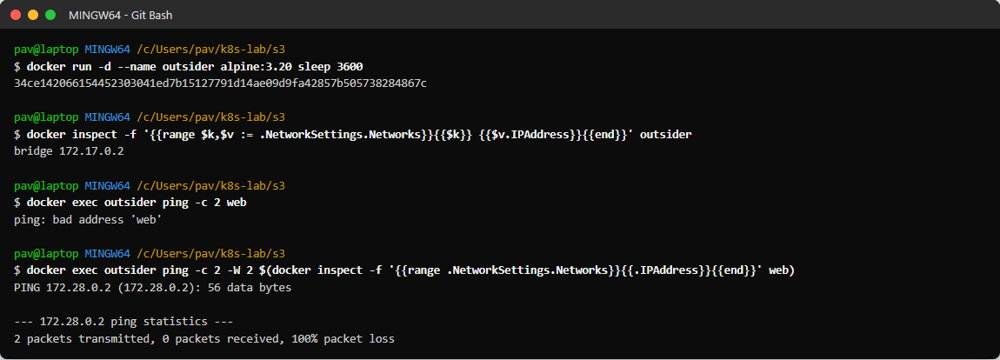 MINGW64 - Git Bash
pav@laptop MINGW64 /c/Users/pav/k8s-lab/s3
$ docker run -d --name outsider alpine:3.20 sleep 3600
34ce142066154452303041ed7b15127791d14ae09d9fa42857b505738284867c
pav@laptop MINGW64 /c/Users/pav/k8s-lab/s3
$ docker inspect -f '{{range $k,$v := .NetworkSettings.Networks}}{{$k}} {{$v.IPAddress}}{{end}}' outsider
bridge 172.17.0.2
pav@laptop MINGW64 /c/Users/pav/k8s-lab/s3
$ docker exec outsider ping -c 2 web
ping: bad address 'web'
pav@laptop MINGW64 /c/Users/pav/k8s-lab/s3
$ docker exec outsider ping -c 2 -W 2 $(docker inspect -f '{{range .NetworkSettings.Networks}}{{.IPAddress}}{{end}}' web)
PING 172.28.0.2 (172.28.0.2): 56 data bytes
--- 172.28.0.2 ping statistics ---
2 packets transmitted, 0 packets received, 100% packet loss